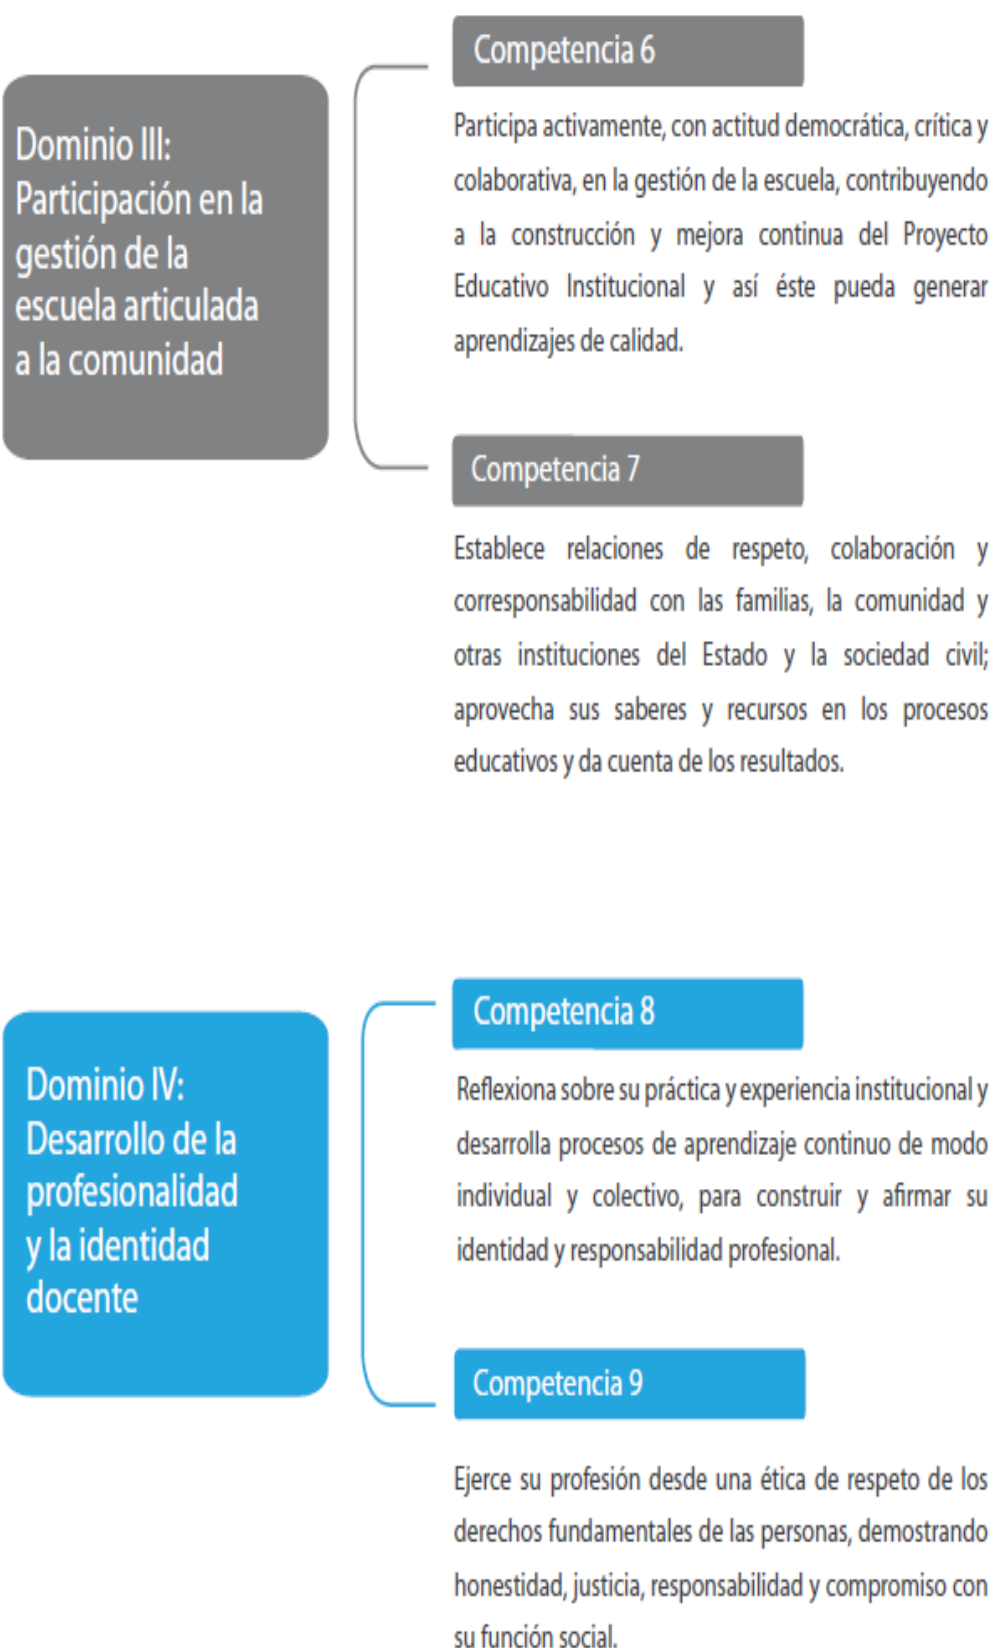 Dominio III:
Participación en la
gestión de la
escuela articulada
a la comunidad
Competencia 6
Participa activamente, con actitud democrática, crítica y
colaborativa, en la gestión de la escuela, contribuyendo
a la construcción y mejora continua del Proyecto
Educativo Institucional y así éste pueda generar
aprendizajes de calidad.
Competencia 7
Establece relaciones de respeto, colaboración y
corresponsabilidad con las familias, la comunidad y
otras instituciones del Estado y la sociedad civil;
aprovecha sus saberes y recursos en los procesos
educativos y da cuenta de los resultados.
Dominio IV:
Desarrollo de la
profesionalidad
y la identidad
docente
Competencia 8
Reflexiona sobre su práctica y experiencia institucional y
desarrolla procesos de aprendizaje continuo de modo
individual y colectivo, para construir y afirmar su
identidad y responsabilidad profesional.
Competencia 9
Ejerce su profesión desde una ética de respeto de los
derechos fundamentales de las personas, demostrando
honestidad, justicia, responsabilidad y compromiso con
su función social.